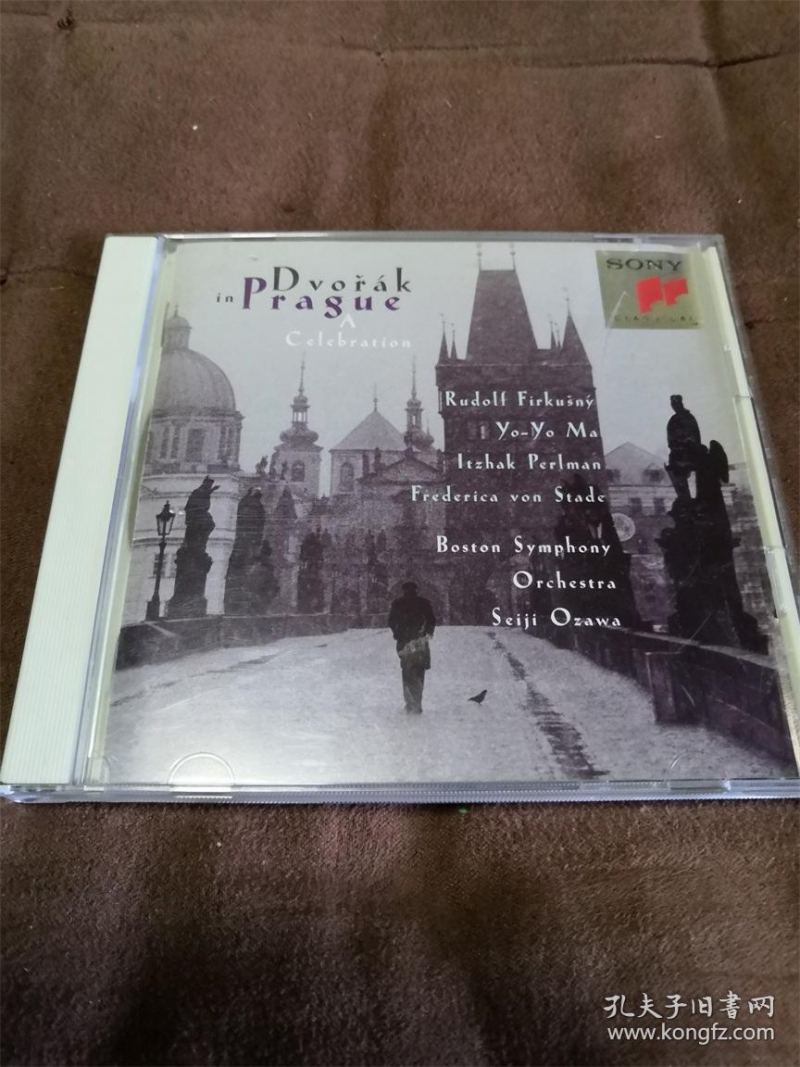 Dvořák
in Prague
A
Celebration
SONY
CLASSICAL
Rudolf Firkušný
Yo-Yo Ma
Itzhak Perlman
Frederica von Stade
Boston Symphony
Orchestra
Seiji Ozawa
孔夫子旧书网
www.kongfz.com